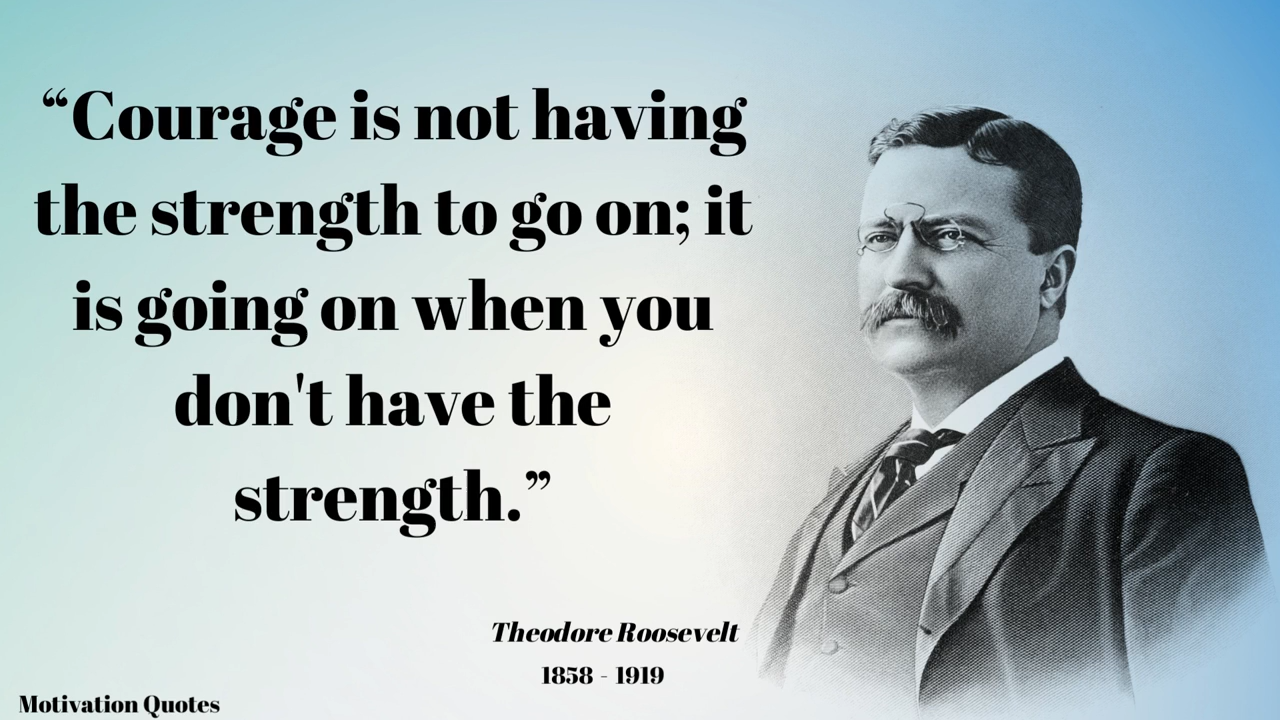 “Courage is not having
the strength to go on; it
is going on when you
don't have the
strength.”
Theodore Roosevelt
1858 - 1919
Motivation Quotes